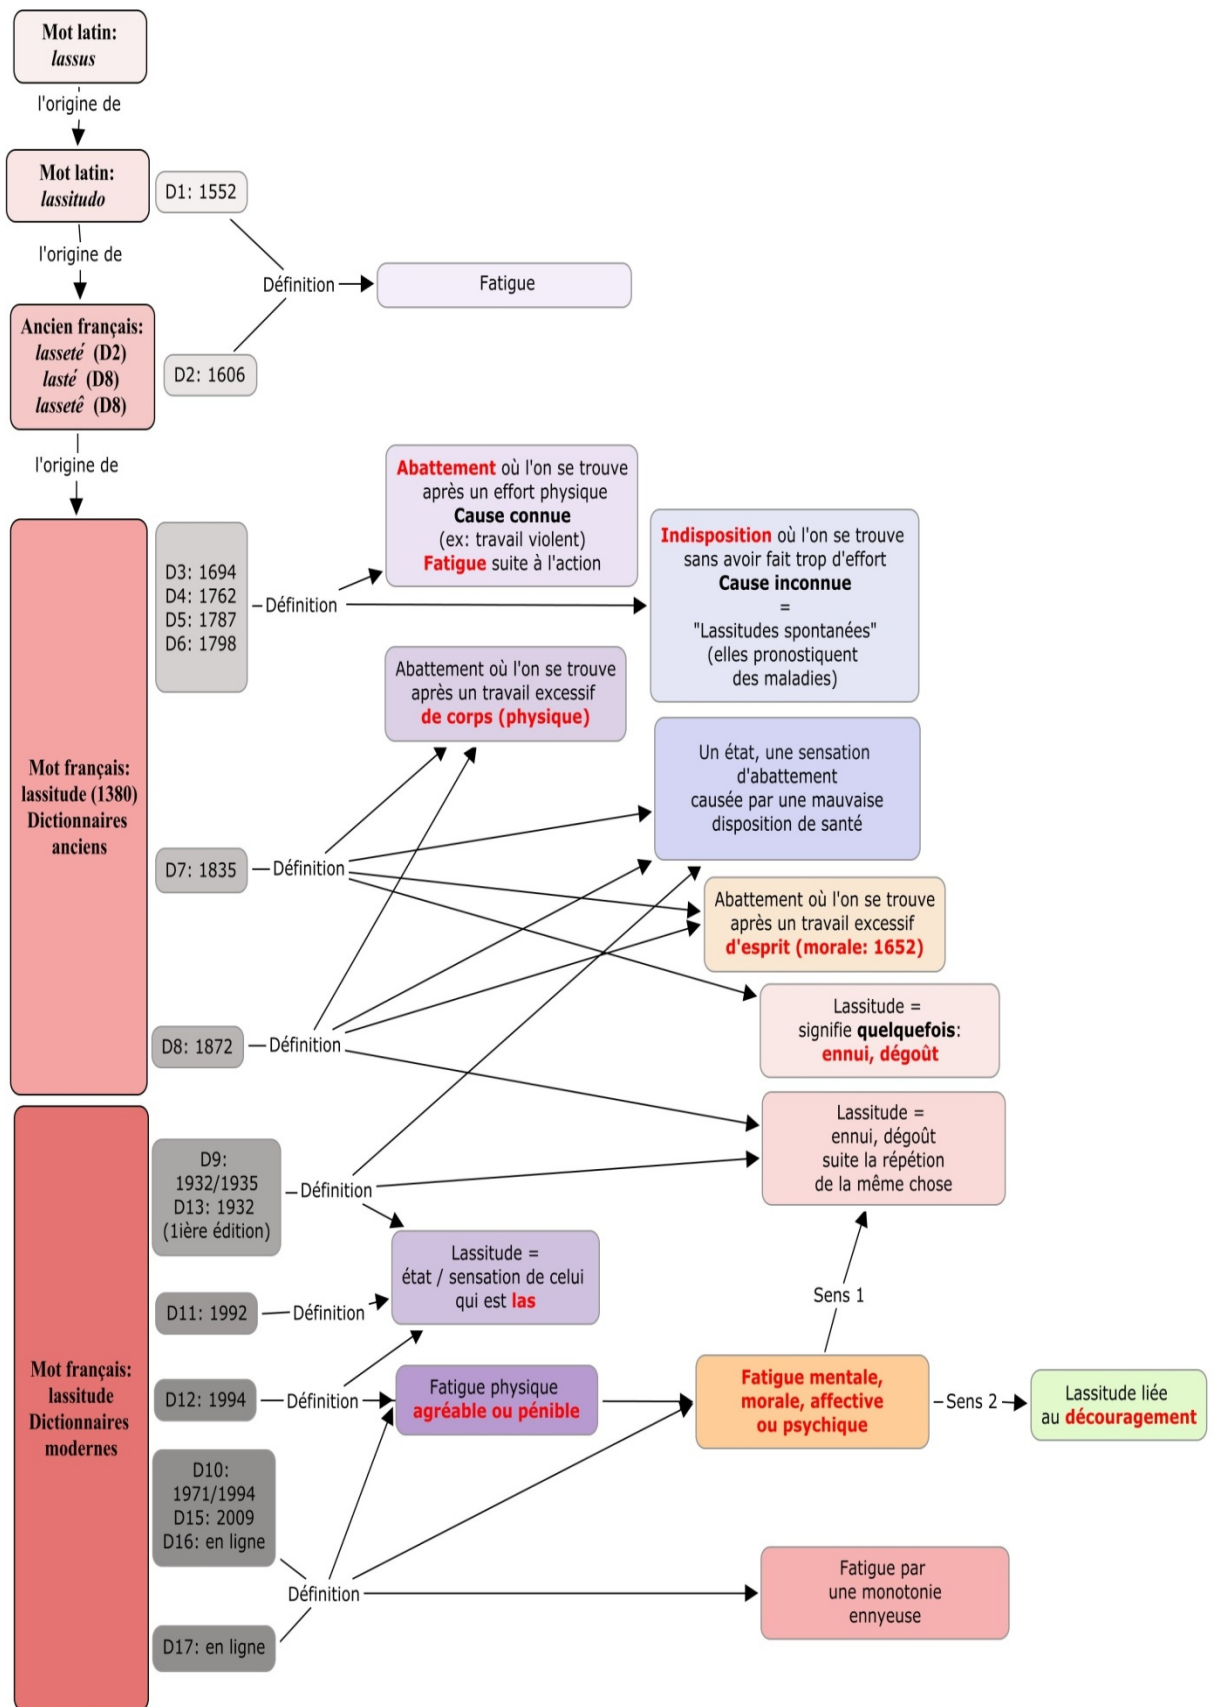 Mot latin:
lassus
l'origine de
Mot latin:
lassitudo
D1: 1552
l'origine de
Définition
Fatigue
Ancien français:
lasseté (D2)
lasté (D8)
lassetê (D8)
D2: 1606
l'origine de
Abattement où l'on se trouve
après un effort physique
Cause connue
(ex: travail violent)
Fatigue suite à l'action
Indisposition où l'on se trouve
sans avoir fait trop d'effort
Cause inconnue
=
"Lassitudes spontanées"
(elles pronostiquent
des maladies)
D3: 1694
D4: 1762
D5: 1787
D6: 1798
Définition
Abattement où l'on se trouve
après un travail excessif
de corps (physique)
Mot français:
lassitude (1380)
Dictionnaires
anciens
Un état, une sensation
d'abattement
causée par une mauvaise
disposition de santé
D7: 1835
Définition
Abattement où l'on se trouve
après un travail excessif
d'esprit (morale: 1652)
Lassitude =
signifie quelquefois:
ennui, dégoût
D8: 1872
Définition
Lassitude =
ennui, dégoût
suite la répétion
de la même chose
D9:
1932/1935
D13: 1932
(1ière édition)
Définition
Lassitude =
état / sensation de celui
qui est las
Sens 1
D11: 1992
Définition
Mot français:
lassitude
Dictionnaires
modernes
D12: 1994
Définition
Fatigue physique
agréable ou pénible
Fatigue mentale,
morale, affective
ou psychique
Sens 2
Lassitude liée
au découragement
D10:
1971/1994
D15: 2009
D16: en ligne
Définition
Fatigue par
une monotonie
ennyeuse
D17: en ligne